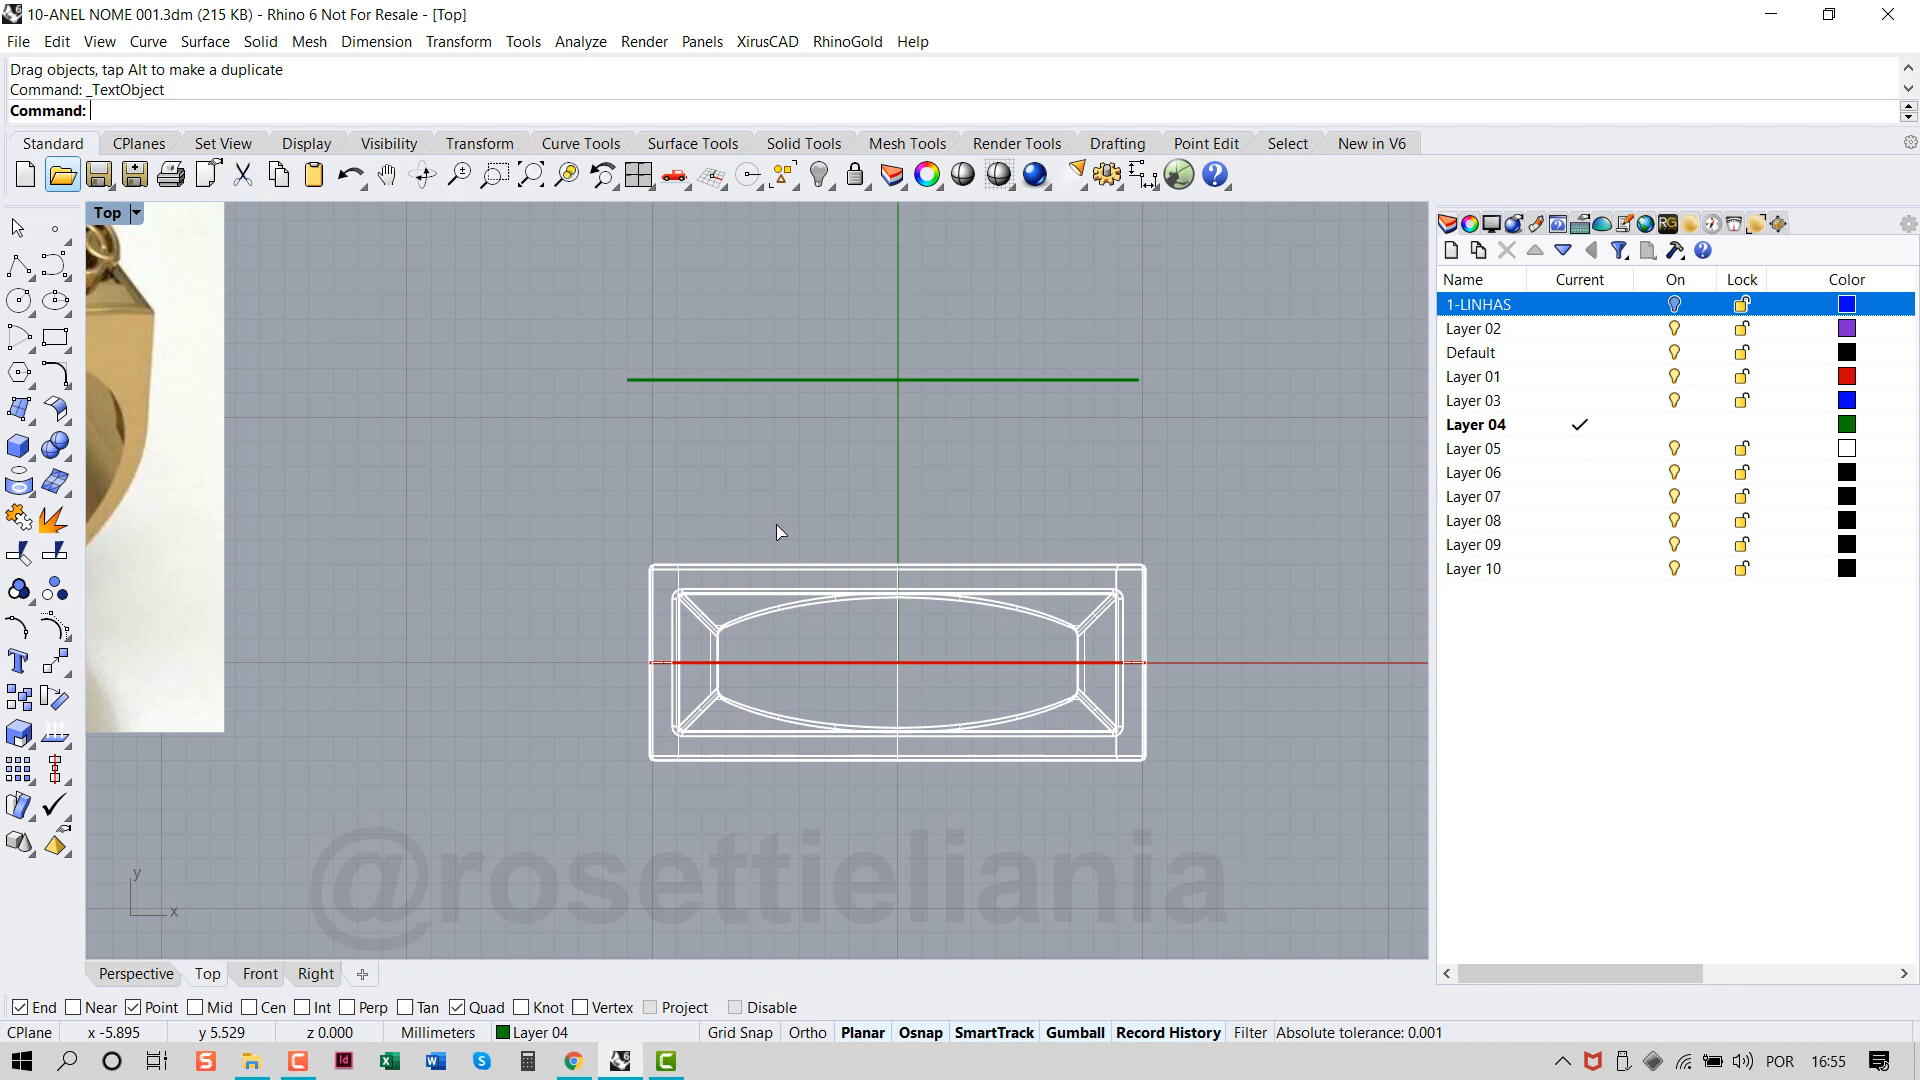 10-ANEL NOME 001.3dm (215 KB) - Rhino 6 Not For Resale - [Top]
File Edit View Curve Surface Solid Mesh Dimension Transform Tools Analyze Render Panels XirusCAD RhinoGold Help
Drag objects, tap Alt to make a duplicate
Command: _TextObject
Command:
Standard CPlanes Set View Display Visibility Transform Curve Tools Surface Tools Solid Tools Mesh Tools Render Tools Drafting Point Edit Select New in V6
Top
Name Current On Lock Color
1-LINHAS
Layer 02
Default
Layer 01
Layer 03
Layer 04
Layer 05
Layer 06
Layer 07
Layer 08
Layer 09
Layer 10
@rosettieliania
y
x
Perspective Top Front Right
End Near Point Mid Cen Int Perp Tan Quad Knot Vertex Project Disable
CPlane x -5.895 y 5.529 z 0.000 Millimeters Layer 04 Grid Snap Ortho Planar Osnap SmartTrack Gumball Record History Filter Absolute tolerance: 0.001
POR 16:55